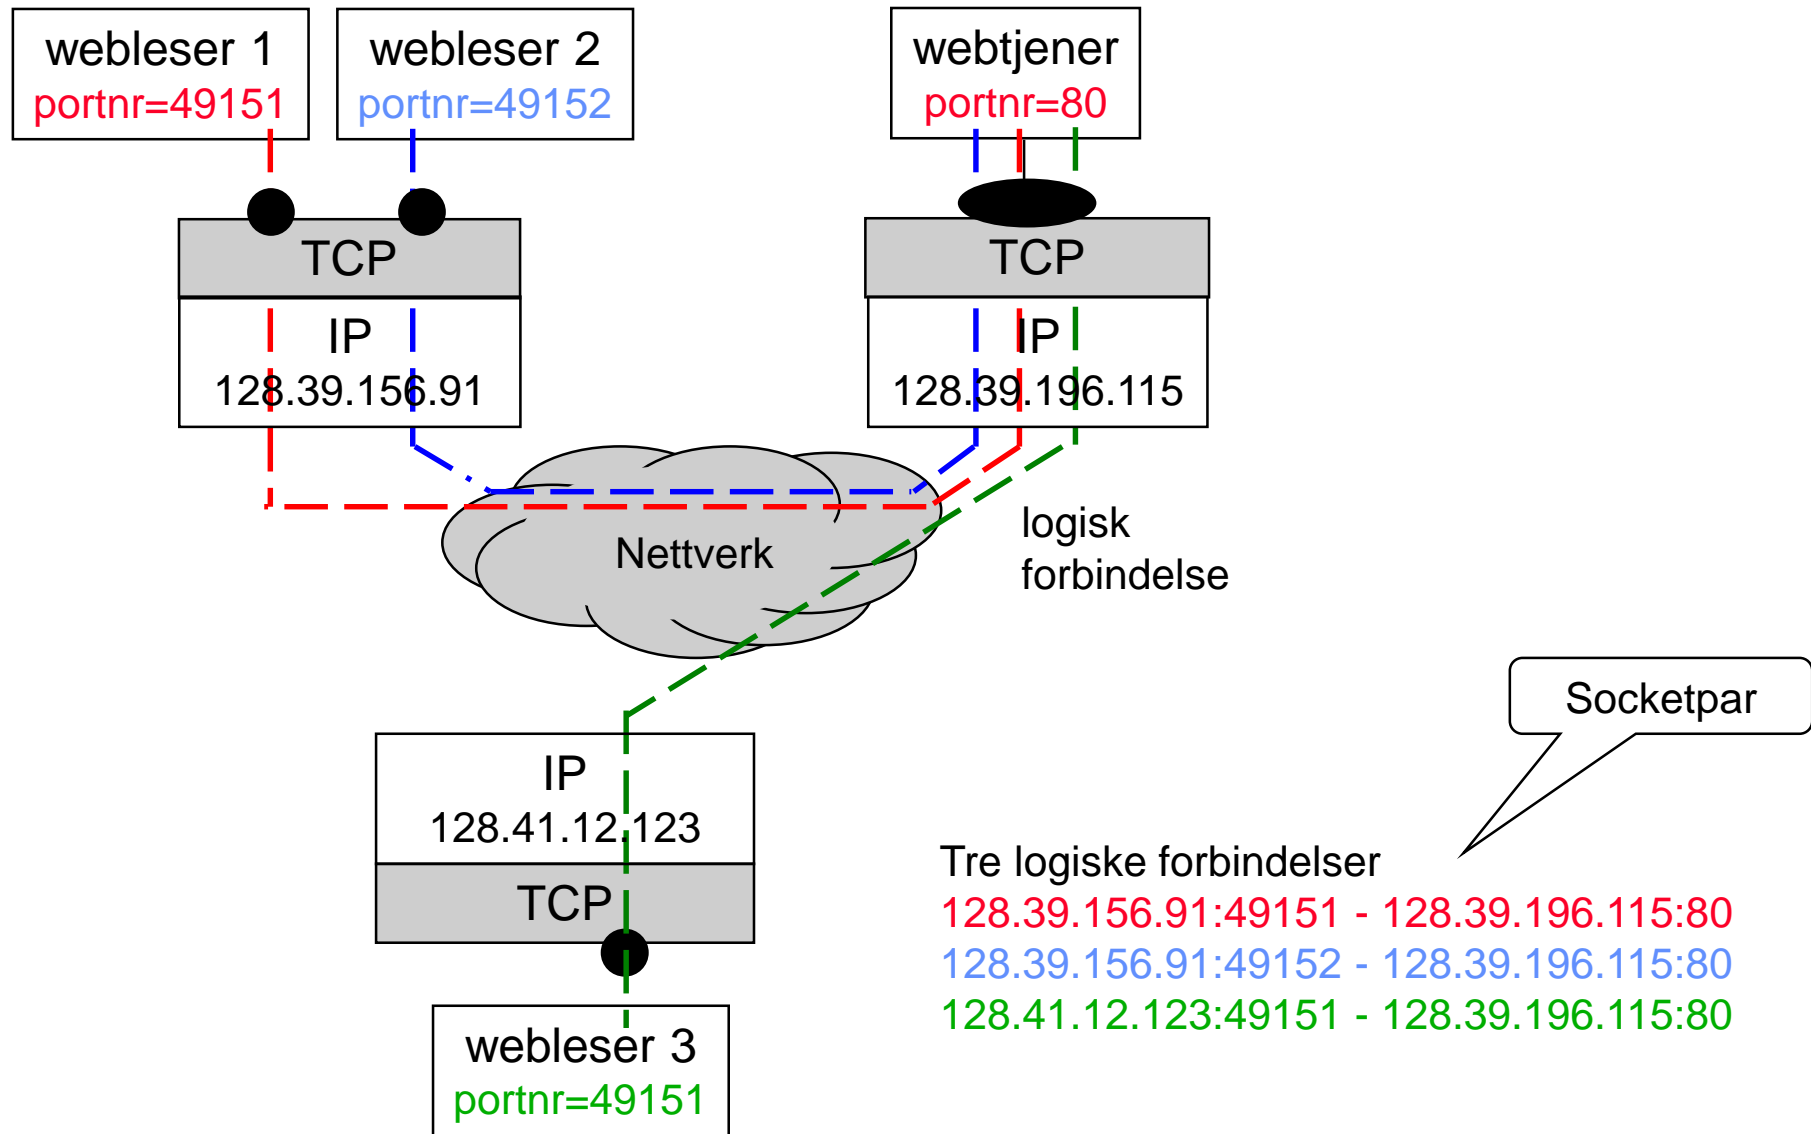 webleser 1
portnr=49151
webleser 2
portnr=49152
webtjener
portnr=80
TCP
IP
128.39.156.91
TCP
IP
128.39.196.115
Nettverk
logisk
forbindelse
IP
128.41.12.123
TCP
webleser 3
portnr=49151
Socketpar
Tre logiske forbindelser
128.39.156.91:49151 - 128.39.196.115:80
128.39.156.91:49152 - 128.39.196.115:80
128.41.12.123:49151 - 128.39.196.115:80